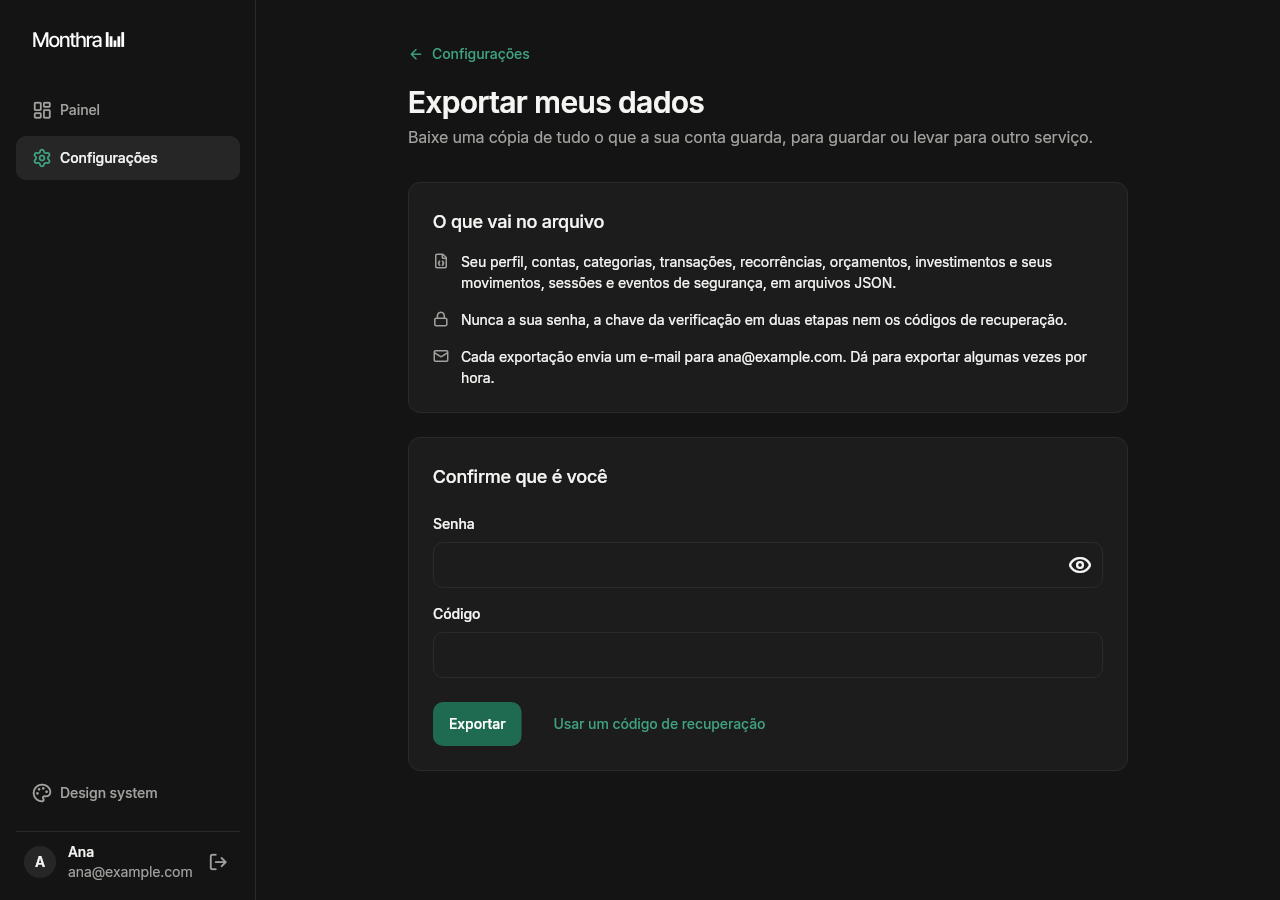 Monthra
Painel
Configurações
Design system
A
Ana
ana@example.com
Configurações
Exportar meus dados
Baixe uma cópia de tudo o que a sua conta guarda, para guardar ou levar para outro serviço.
O que vai no arquivo
Seu perfil, contas, categorias, transações, recorrências, orçamentos, investimentos e seus
movimentos, sessões e eventos de segurança, em arquivos JSON.
Nunca a sua senha, a chave da verificação em duas etapas nem os códigos de recuperação.
Cada exportação envia um e-mail para ana@example.com. Dá para exportar algumas vezes por
hora.
Confirme que é você
Senha
Código
Exportar
Usar um código de recuperação